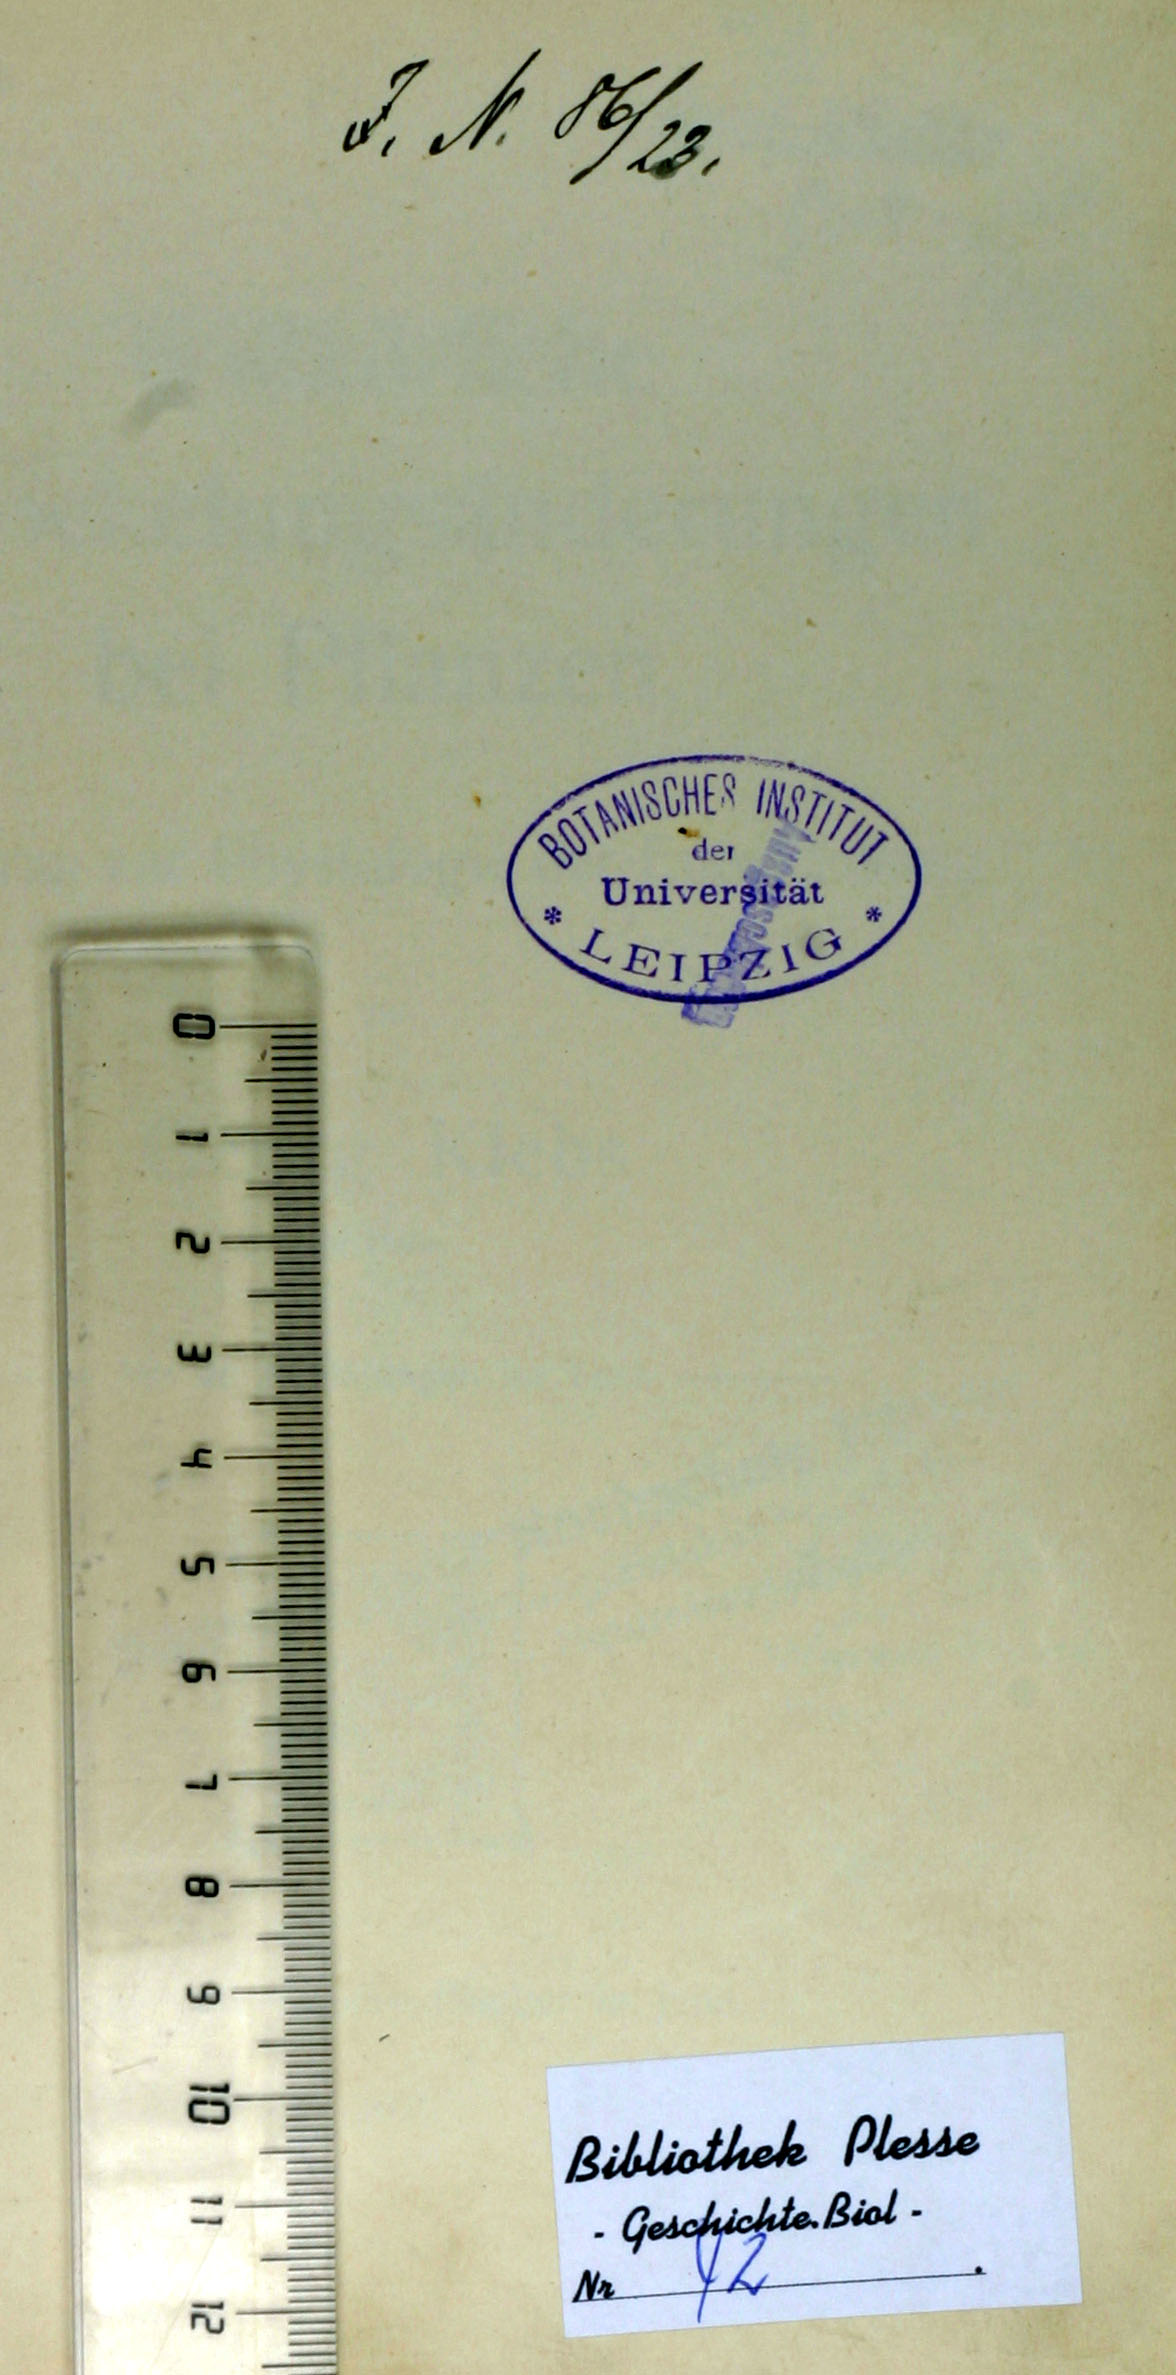 J. N. 86/23.
BOTANISCHES INSTITUT
der
Universität
* LEIPZIG *
0
1
2
3
4
5
6
7
8
9
10
11
12
Bibliothek Plesse
- Geschichte.Biol -
Nr 42 .